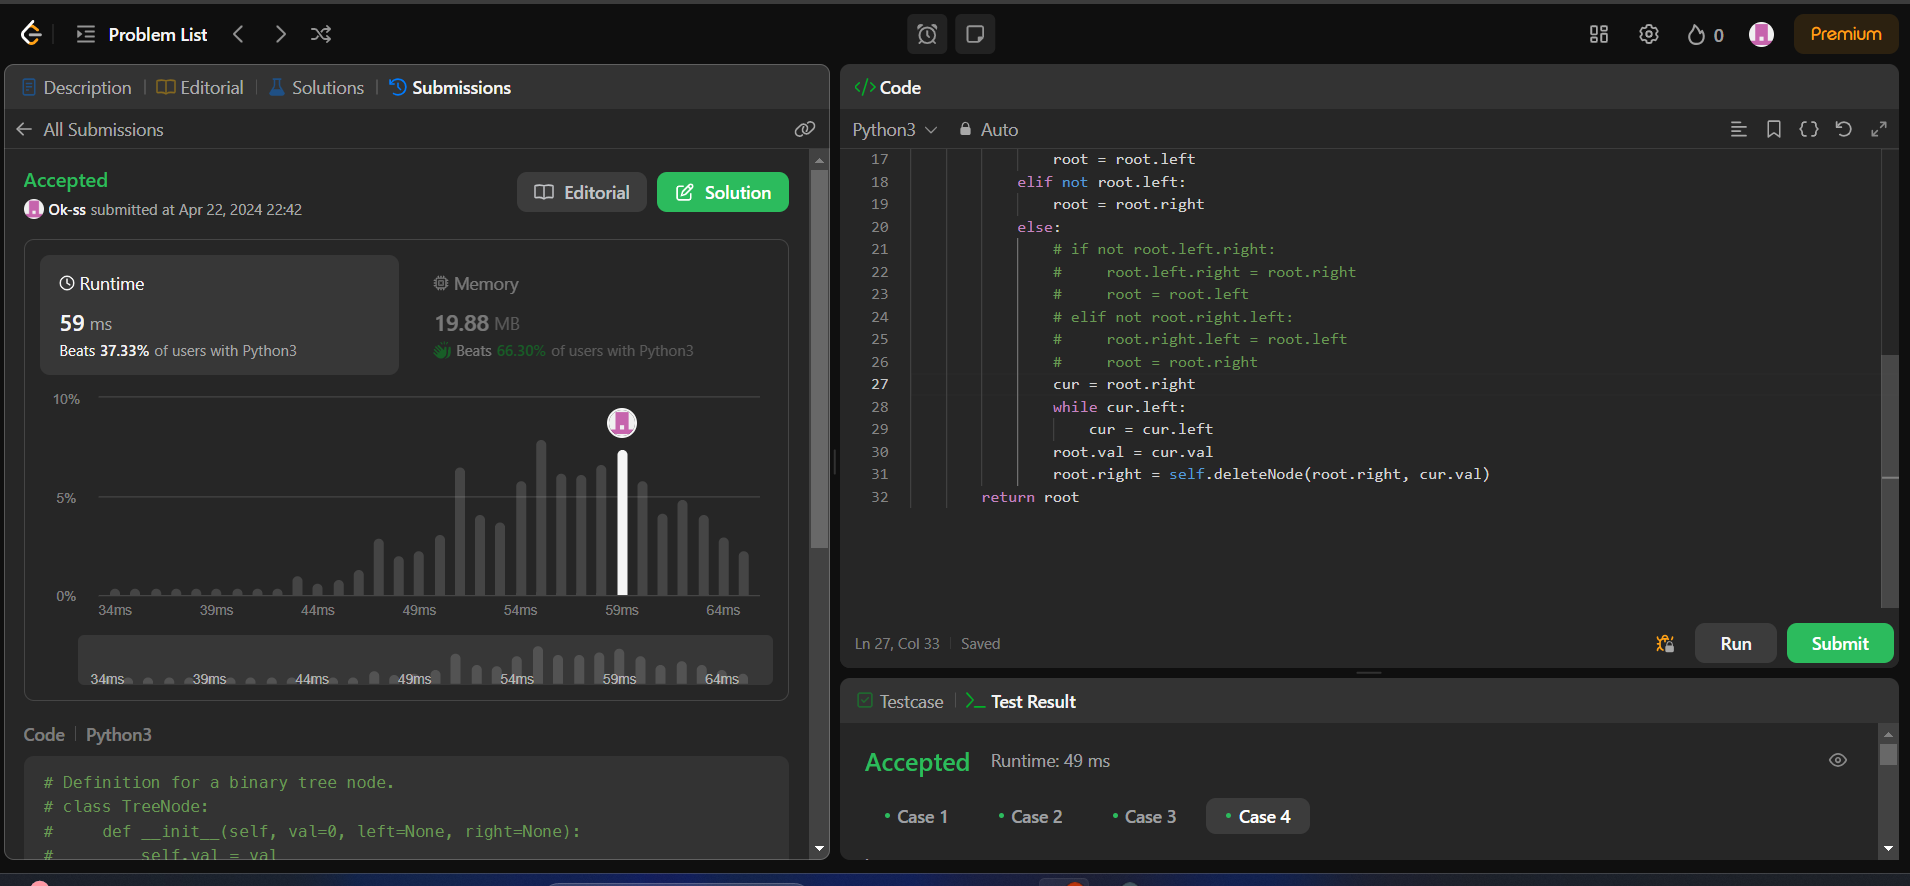 Problem List
0
Premium
Description
Editorial
Solutions
Submissions
All Submissions
Accepted
Ok-ss submitted at Apr 22, 2024 22:42
Editorial
Solution
Runtime
59 ms
Beats 37.33% of users with Python3
Memory
19.88 MB
Beats 66.30% of users with Python3
10%
5%
0%
34ms 39ms 44ms 49ms 54ms 59ms 64ms
34ms 39ms 44ms 49ms 54ms 59ms 64ms
Code | Python3
# Definition for a binary tree node.
# class TreeNode:
#     def __init__(self, val=0, left=None, right=None):
#         self.val = val
</> Code
Python3
Auto
17                 root = root.left
18             elif not root.left:
19                 root = root.right
20             else:
21                 # if not root.left.right:
22                 #     root.left.right = root.right
23                 #     root = root.left
24                 # elif not root.right.left:
25                 #     root.right.left = root.left
26                 #     root = root.right
27                 cur = root.right
28                 while cur.left:
29                     cur = cur.left
30                 root.val = cur.val
31                 root.right = self.deleteNode(root.right, cur.val)
32         return root
Ln 27, Col 33 | Saved
Run
Submit
Testcase
Test Result
Accepted
Runtime: 49 ms
Case 1
Case 2
Case 3
Case 4